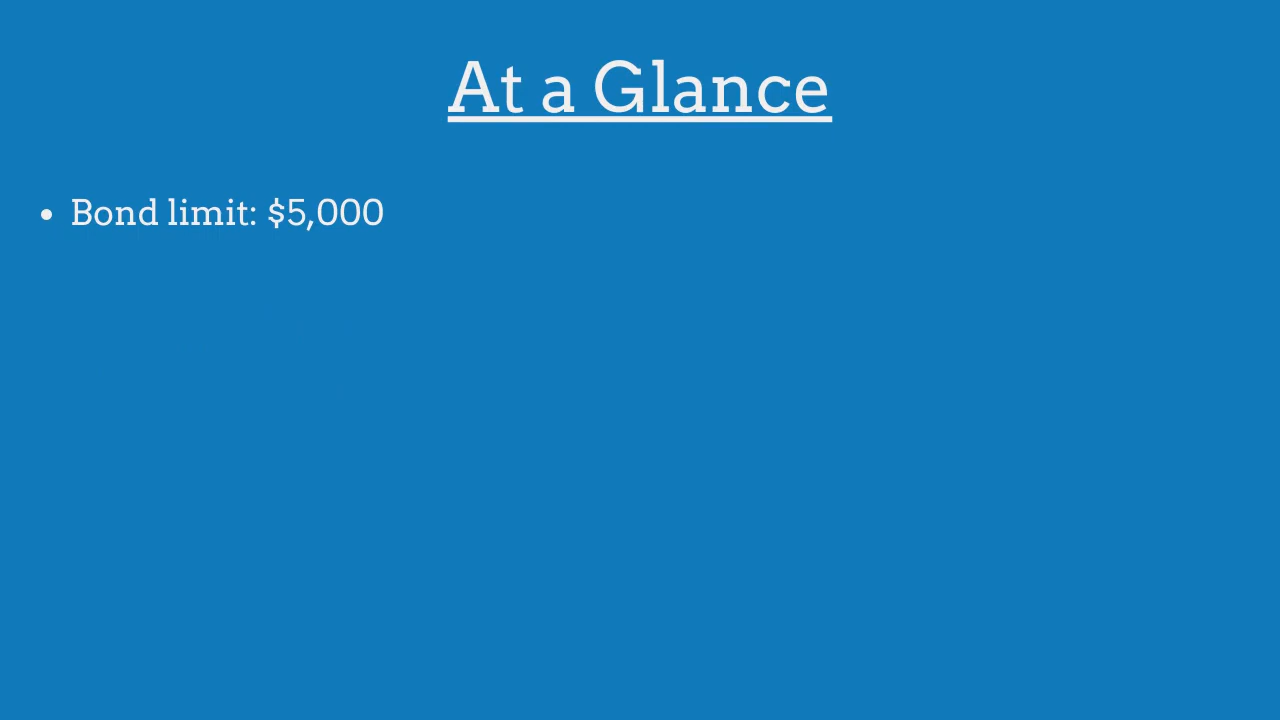 At a Glance
• Bond limit: $5,000